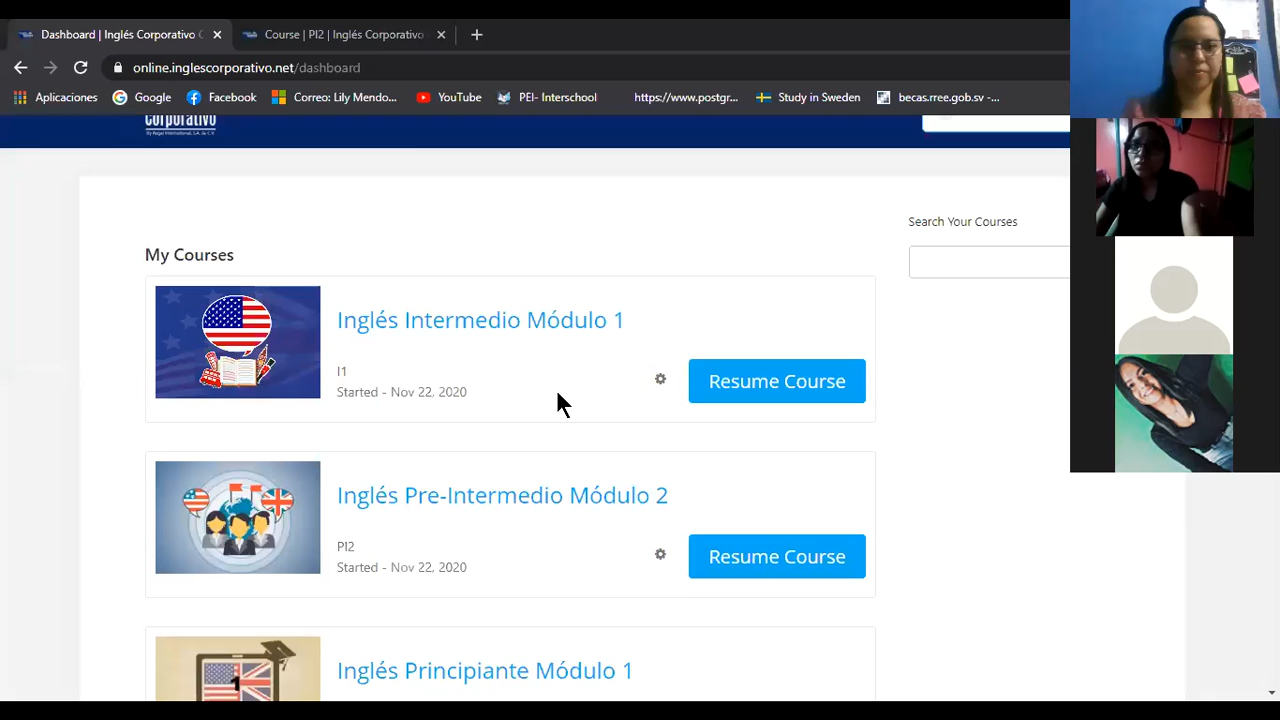 Dashboard | Inglés Corporativo
Course | PI2 | Inglés Corporativo
online.inglescorporativo.net/dashboard
Aplicaciones Google Facebook Correo: Lily Mendo... YouTube PEI- Interschool https://www.postgr... Study in Sweden becas.rree.gob.sv -...
Corporativo
Search Your Courses
My Courses
Inglés Intermedio Módulo 1
I1
Started - Nov 22, 2020
Resume Course
Inglés Pre-Intermedio Módulo 2
PI2
Started - Nov 22, 2020
Resume Course
Inglés Principiante Módulo 1
1